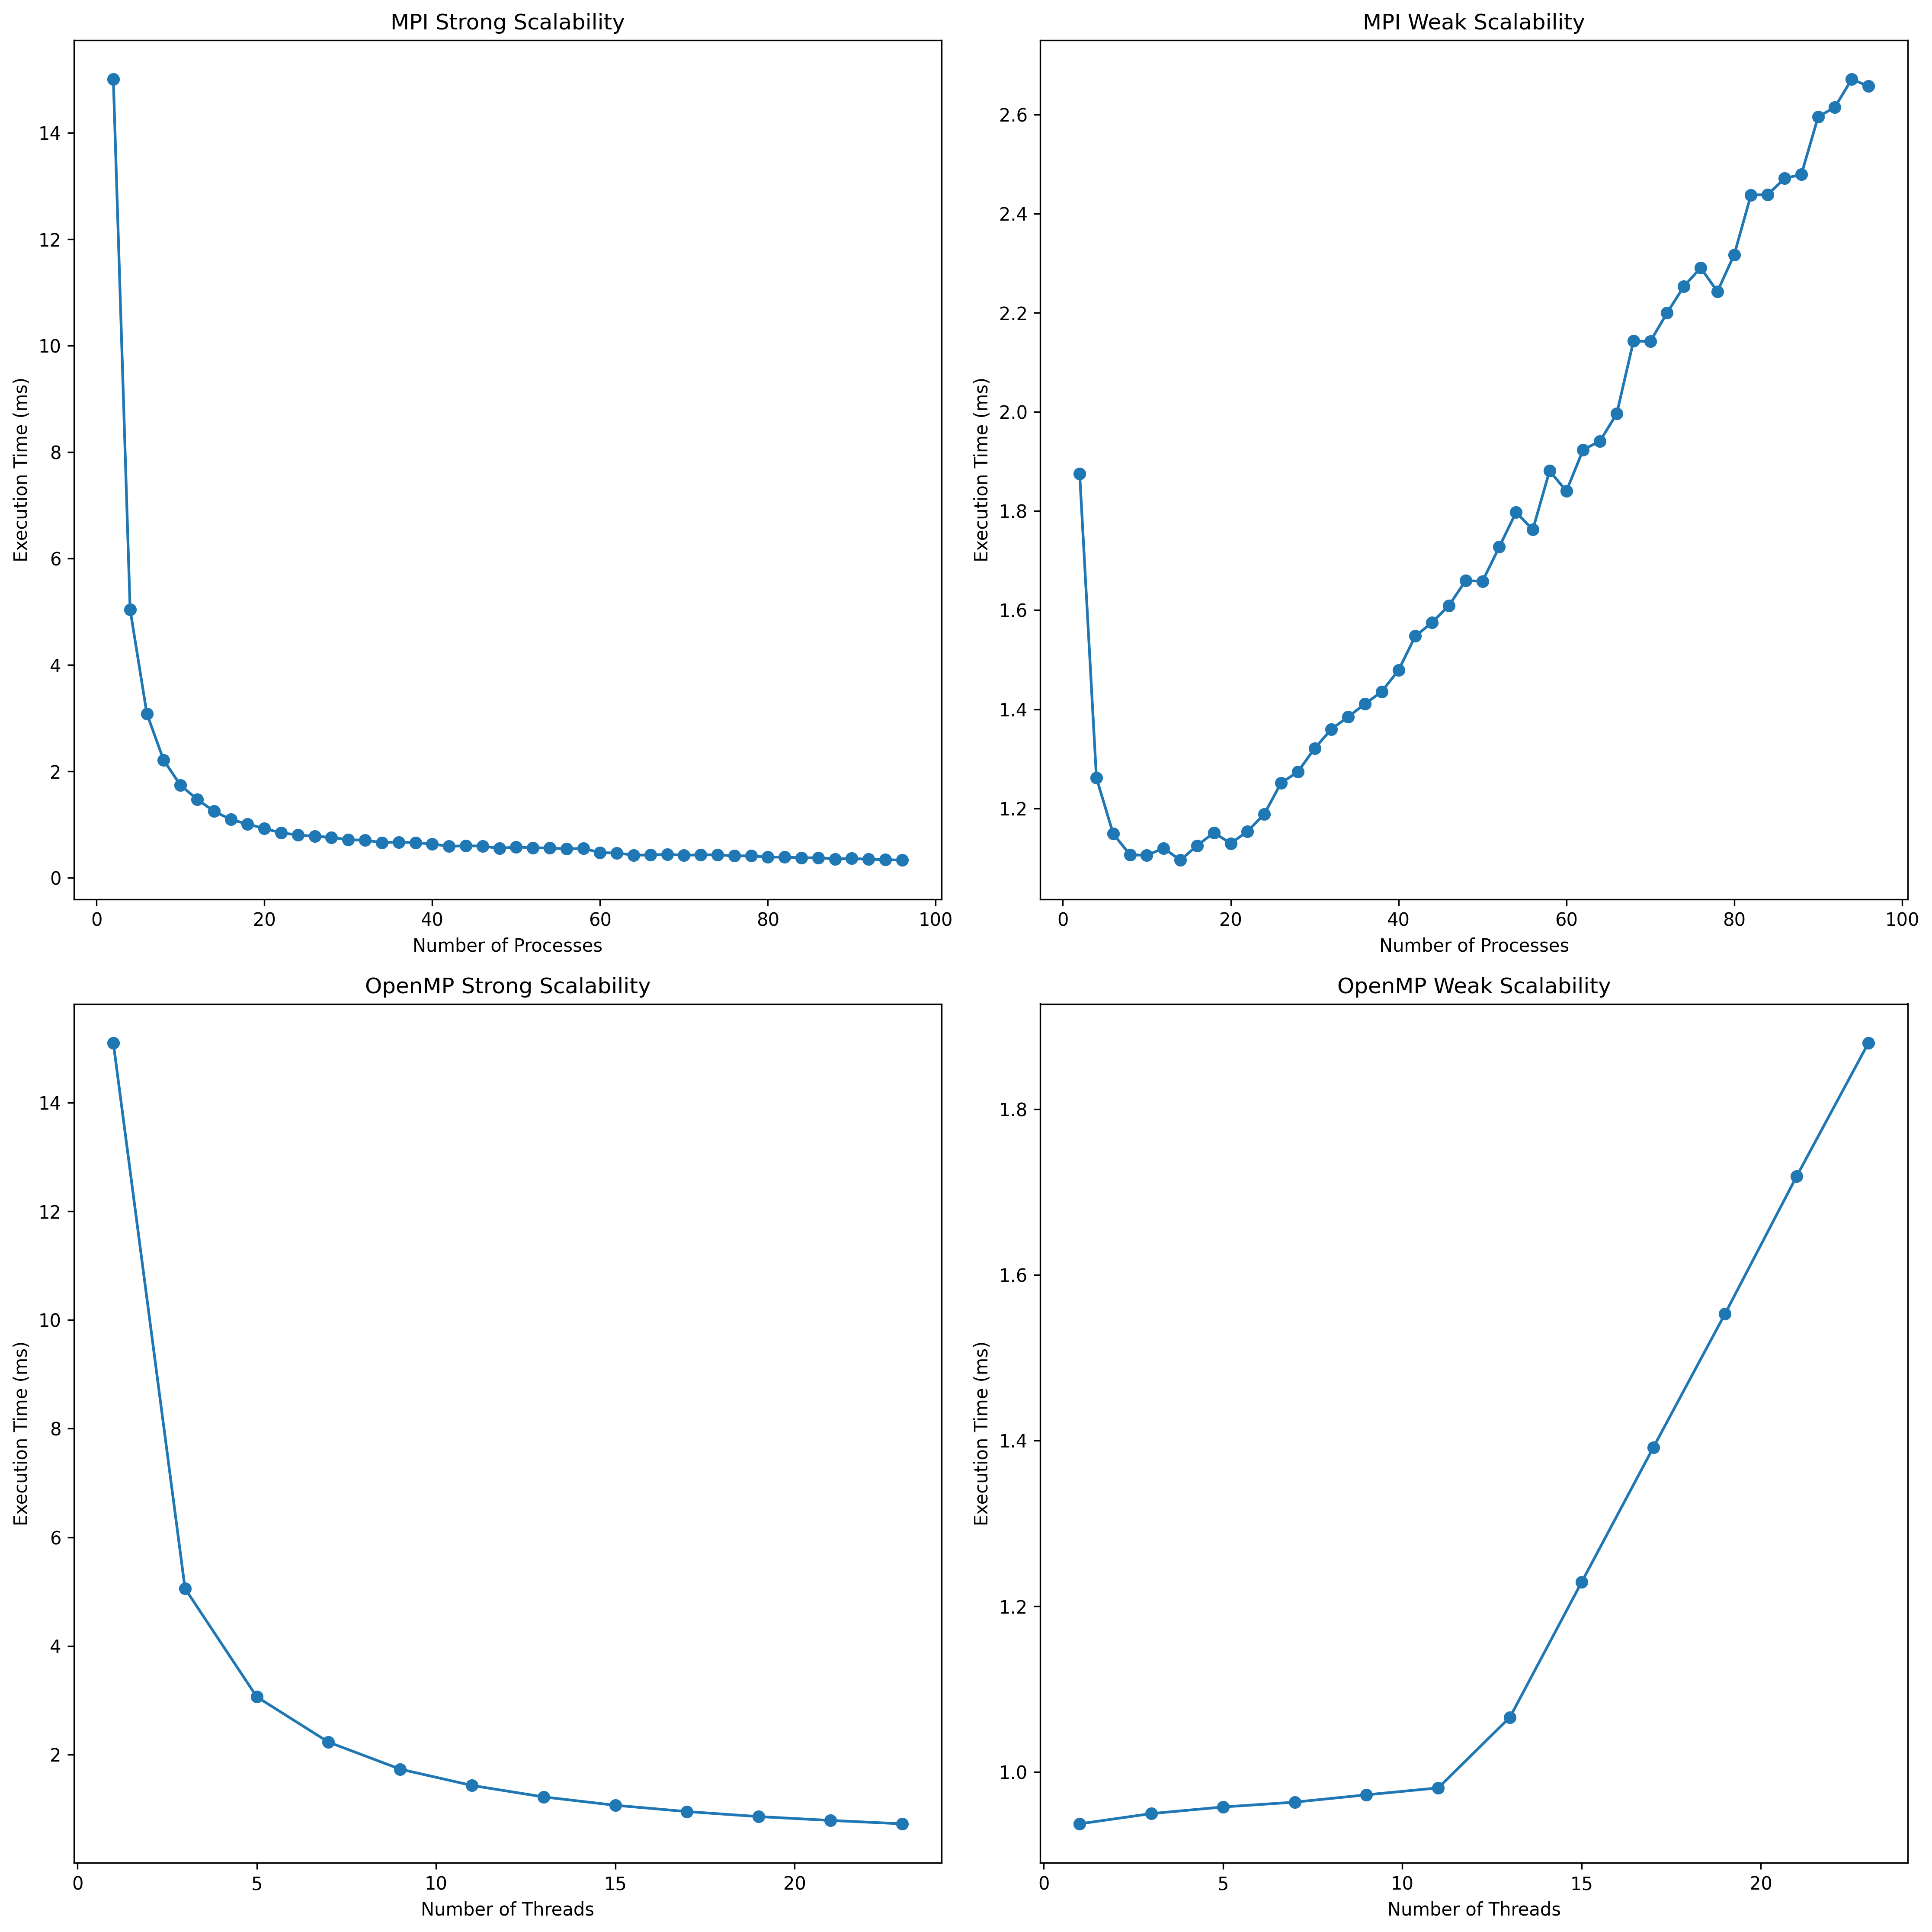 MPI Strong Scalability
Execution Time (ms)
14
12
10
8
6
4
2
0
0 20 40 60 80 100
Number of Processes
MPI Weak Scalability
Execution Time (ms)
2.6
2.4
2.2
2.0
1.8
1.6
1.4
1.2
0 20 40 60 80 100
Number of Processes
OpenMP Strong Scalability
Execution Time (ms)
14
12
10
8
6
4
2
0 5 10 15 20
Number of Threads
OpenMP Weak Scalability
Execution Time (ms)
1.8
1.6
1.4
1.2
1.0
0 5 10 15 20
Number of Threads